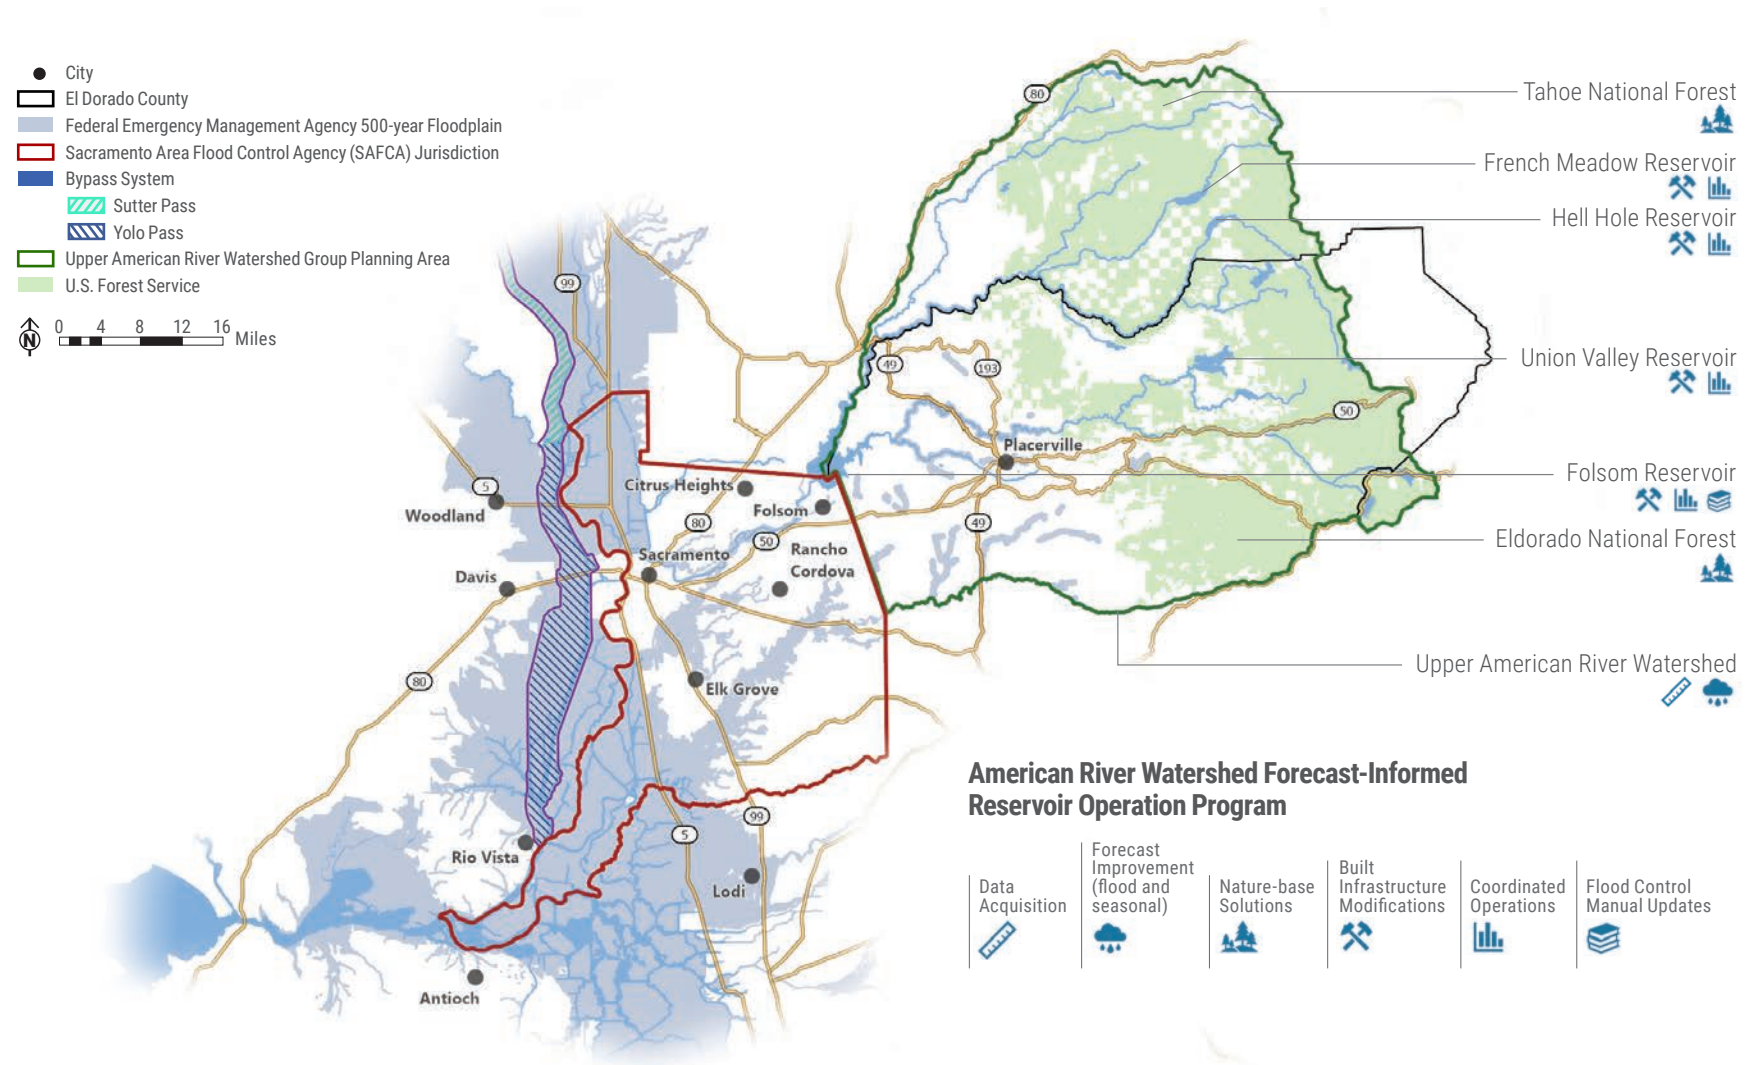 City
El Dorado County
Federal Emergency Management Agency 500-year Floodplain
Sacramento Area Flood Control Agency (SAFCA) Jurisdiction
Bypass System
Sutter Pass
Yolo Pass
Upper American River Watershed Group Planning Area
U.S. Forest Service
N
0 4 8 12 16 Miles
80
Tahoe National Forest
French Meadow Reservoir
Hell Hole Reservoir
99
Union Valley Reservoir
49
193
50
Placerville
Folsom Reservoir
Citrus Heights
5
Woodland
Folsom
80
49
50
Eldorado National Forest
Sacramento
Rancho
Cordova
Davis
Upper American River Watershed
80
Elk Grove
American River Watershed Forecast-Informed
Reservoir Operation Program
99
5
Rio Vista
Lodi
Antioch
Data
Acquisition
Forecast
Improvement
(flood and
seasonal)
Nature-base
Solutions
Built
Infrastructure
Modifications
Coordinated
Operations
Flood Control
Manual Updates